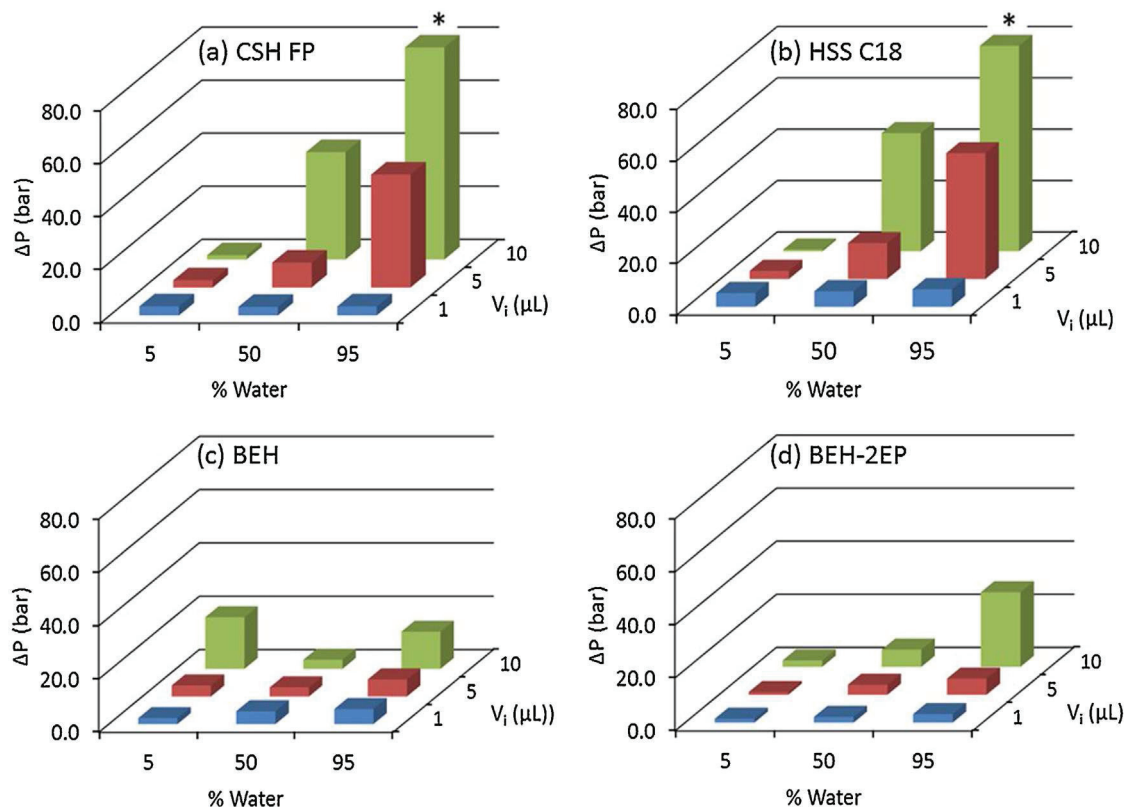 *
(a) CSH FP
80.0
60.0
40.0
20.0
0.0
ΔP (bar)
10
5
1
Vi (µL)
5 50 95
% Water
*
(b) HSS C18
80.0
60.0
40.0
20.0
0.0
ΔP (bar)
10
5
1
Vi (µL)
5 50 95
% Water
(c) BEH
80.0
60.0
40.0
20.0
0.0
ΔP (bar)
10
5
1
Vi (µL))
5 50 95
% Water
(d) BEH-2EP
80.0
60.0
40.0
20.0
0.0
ΔP (bar)
10
5
1
Vi (µL)
5 50 95
% Water